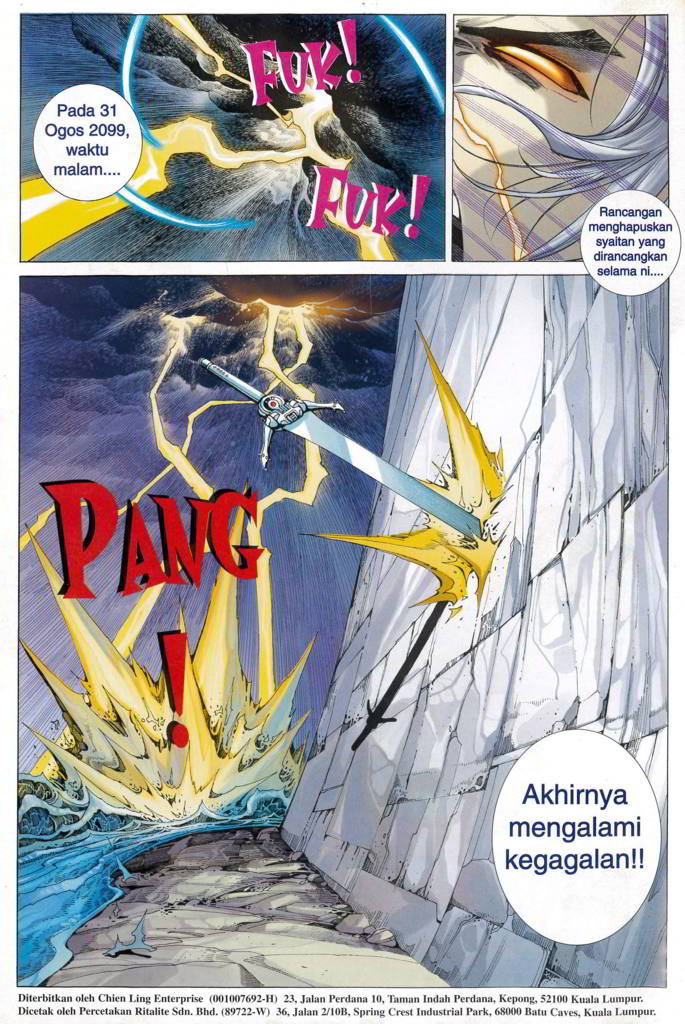 FUK!
Pada 31
Ogos 2099,
waktu
malam....
FUK!
Rancangan
menghapuskan
syaitan yang
dirancangkan
selama ni....
PANG
!
Akhirnya
mengalami
kegagalan!!
Diterbitkan oleh Chien Ling Enterprise (001007692-H) 23, Jalan Perdana 10, Taman Indah Perdana, Kepong, 52100 Kuala Lumpur.
Dicetak oleh Percetakan Ritalite Sdn. Bhd. (89722-W) 36, Jalan 2/10B, Spring Crest Industrial Park, 68000 Batu Caves, Kuala Lumpur.